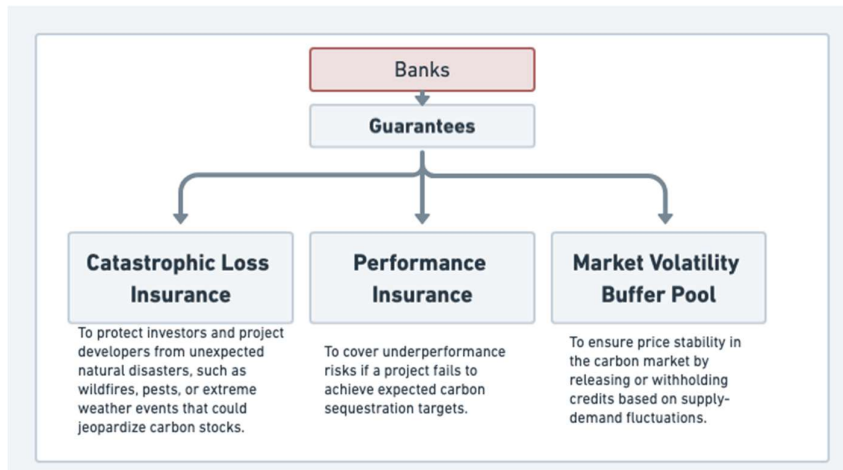 Banks
Guarantees
Catastrophic Loss
Insurance
To protect investors and project
developers from unexpected
natural disasters, such as
wildfires, pests, or extreme
weather events that could
jeopardize carbon stocks.
Performance
Insurance
To cover underperformance
risks if a project fails to
achieve expected carbon
sequestration targets.
Market Volatility
Buffer Pool
To ensure price stability in
the carbon market by
releasing or withholding
credits based on supply-
demand fluctuations.